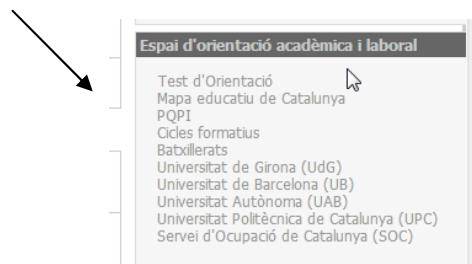 Espai d'orientació acadèmica i laboral
Test d'Orientació
Mapa educatiu de Catalunya
PQPI
Cicles formatius
Batxillerats
Universitat de Girona (UdG)
Universitat de Barcelona (UB)
Universitat Autònoma (UAB)
Universitat Politècnica de Catalunya (UPC)
Servei d'Ocupació de Catalunya (SOC)